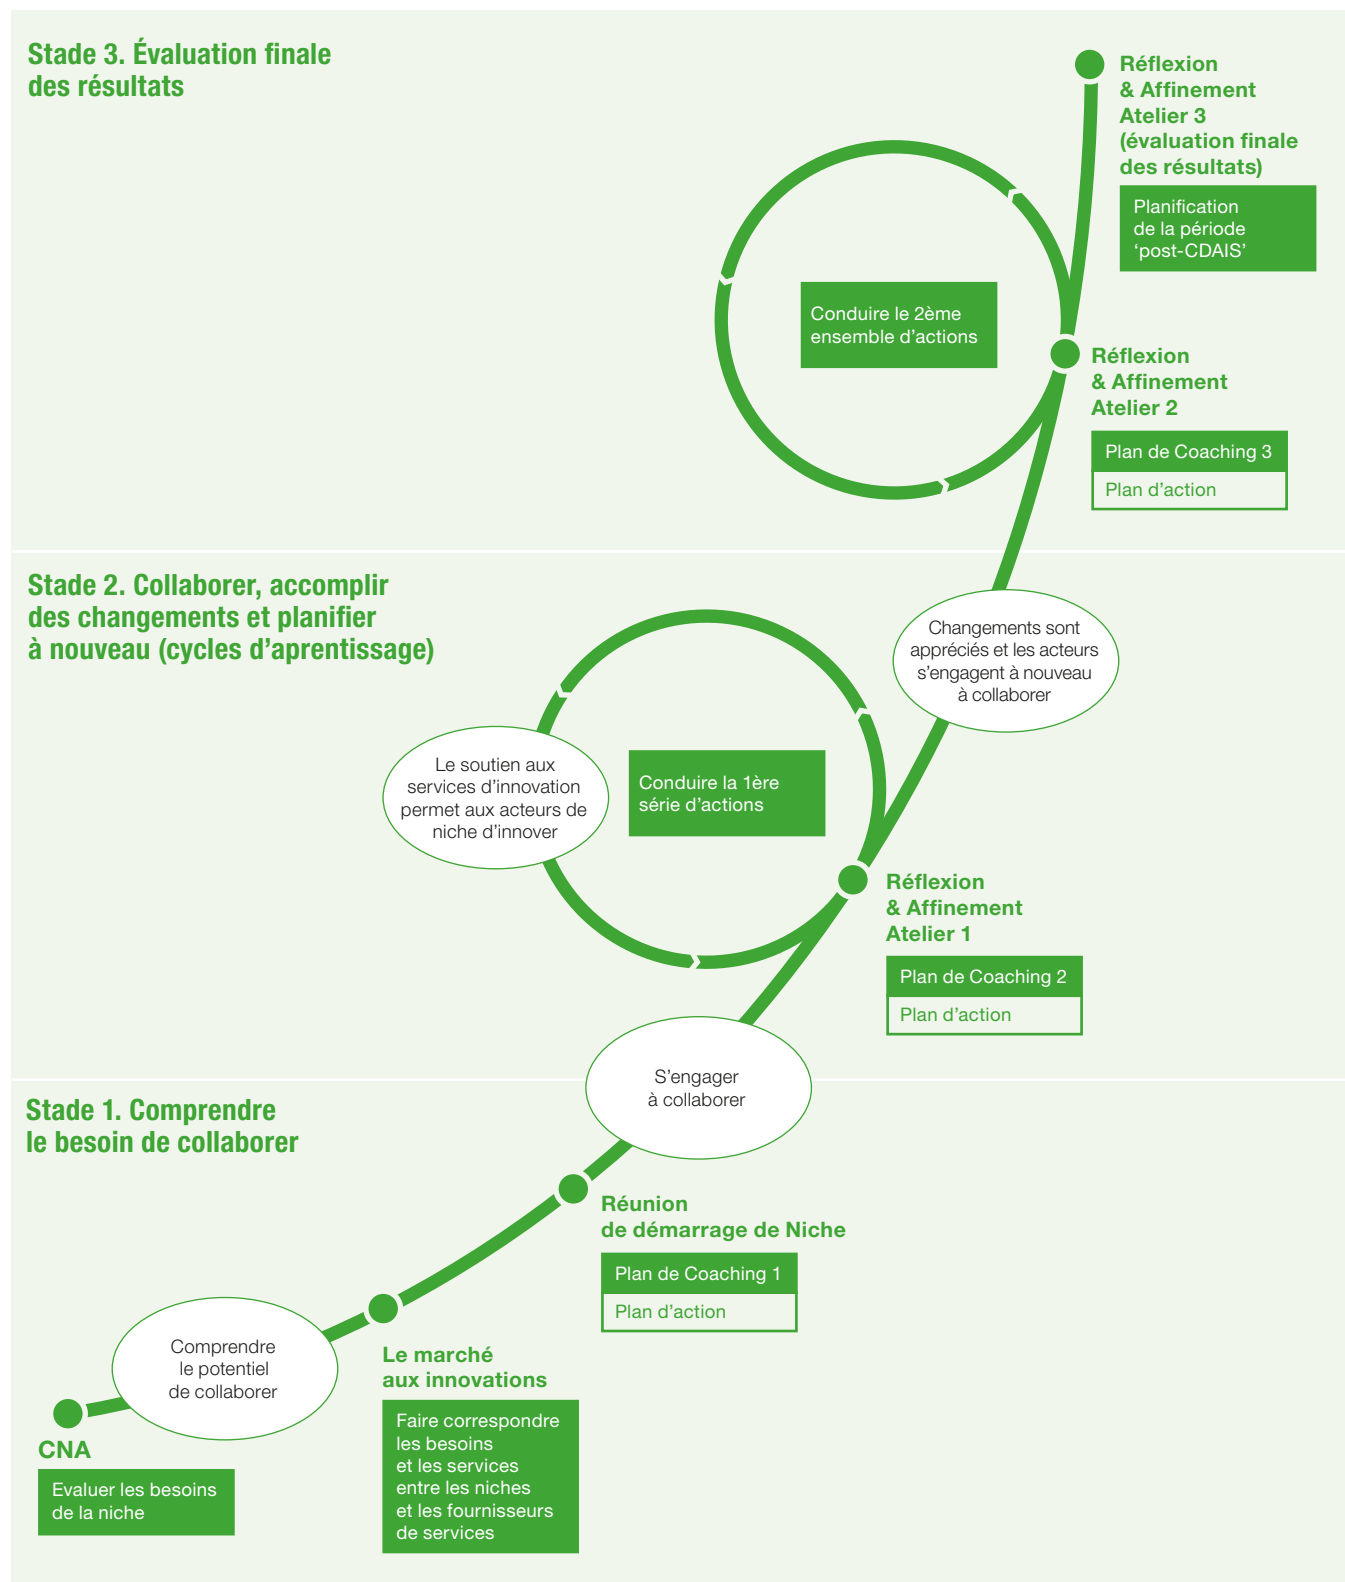 Stade 3. Évaluation finale
des résultats
Réflexion
& Affinement
Atelier 3
(évaluation finale
des résultats)
Planification
de la période
‘post-CDAIS’
Conduire le 2ème
ensemble d’actions
Réflexion
& Affinement
Atelier 2
Plan de Coaching 3
Plan d’action
Stade 2. Collaborer, accomplir
des changements et planifier
à nouveau (cycles d’aprentissage)
Changements sont
appréciés et les acteurs
s’engagent à nouveau
à collaborer
Le soutien aux
services d’innovation
permet aux acteurs de
niche d’innover
Conduire la 1ère
série d’actions
Réflexion
& Affinement
Atelier 1
Plan de Coaching 2
Plan d’action
S’engager
à collaborer
Stade 1. Comprendre
le besoin de collaborer
Réunion
de démarrage de Niche
Plan de Coaching 1
Plan d’action
Comprendre
le potentiel
de collaborer
Le marché
aux innovations
Faire correspondre
les besoins
et les services
entre les niches
et les fournisseurs
de services
CNA
Evaluer les besoins
de la niche